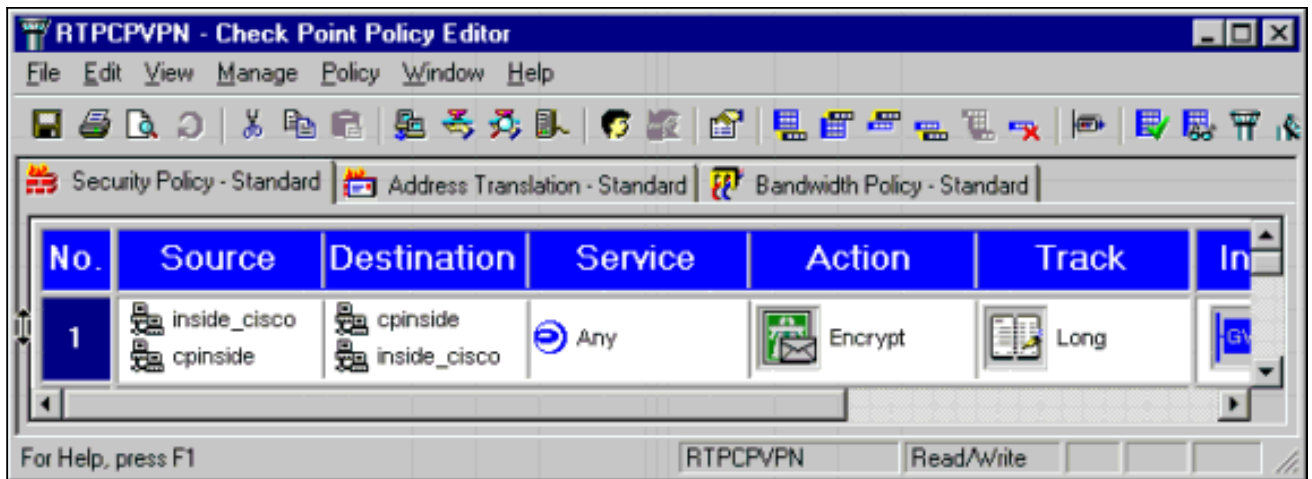 RTPCPVPN - Check Point Policy Editor
File Edit View Manage Policy Window Help
Security Policy - Standard Address Translation - Standard Bandwidth Policy - Standard
No. Source Destination Service Action Track In
1 inside_cisco cpinside Any Encrypt Long GW
cpinside inside_cisco
For Help, press F1 RTPCPVPN Read/Write